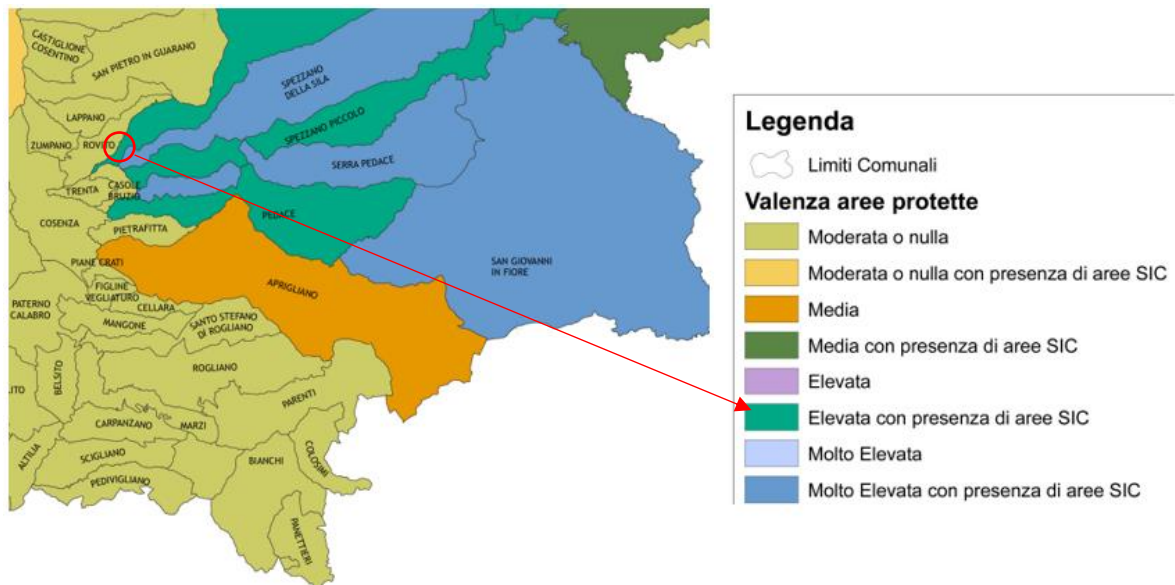 CASTIGLIONE
COSENTINO
SAN PIETRO IN GUARANO
LAPPANO
ZUMPANO
ROVITO
SPEZZANO
DELLA SILA
SPEZZANO PICCOLO
SERRA PEDACE
TRENTA
CASOLE
BRUZIO
COSENZA
PIETRAFITTA
PEDACE
SAN GIOVANNI
IN FIORE
PIANE CRATI
APRIGLIANO
FIGLINE
VEGLIATURO
CELLARA
PATERNO
CALABRO
MANGONE
SANTO STEFANO
DI ROGLIANO
ROGLIANO
BELSITO
ITO
PARENTI
CARPANZANO
MARZI
ALTILIA
SCIGLIANO
BIANCHI
COLOSIMI
PEDIVIGLIANO
PANETTIERI
Legenda
Limiti Comunali
Valenza aree protette
Moderata o nulla
Moderata o nulla con presenza di aree SIC
Media
Media con presenza di aree SIC
Elevata
Elevata con presenza di aree SIC
Molto Elevata
Molto Elevata con presenza di aree SIC